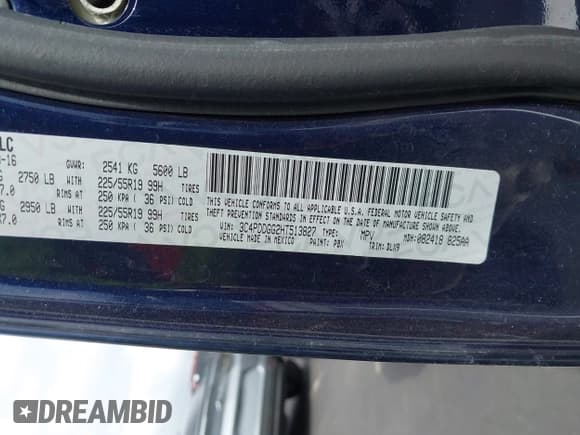 LC
-16 GVWR: 2541 KG 5600 LB
G 2750 LB WITH 225/55R19 99H TIRES
7.0 RIMS AT 250 KPA ( 36 PSI) COLD
G 2950 LB WITH 225/55R19 99H TIRES
7.0 RIMS AT 250 KPA ( 36 PSI) COLD
THIS VEHICLE CONFORMS TO ALL APPLICABLE U.S.A. FEDERAL MOTOR VEHICLE SAFETY AND
THEFT PREVENTION STANDARDS IN EFFECT ON THE DATE OF MANUFACTURE SHOWN ABOVE.
VIN: 3C4PDDGG2HT513827 TYPE: MPV MDH: 082418 825AA
VEHICLE MADE IN MEXICO PAINT: PBX TRIM: DLX9
DREAMBID